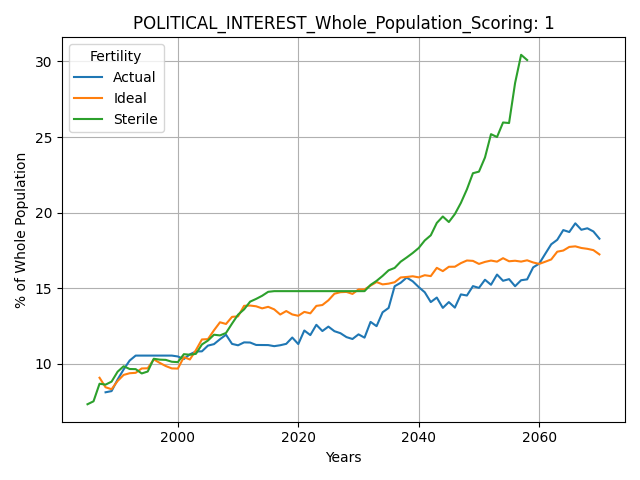 POLITICAL_INTEREST_Whole_Population_Scoring: 1
Fertility
Actual
Ideal
Sterile
% of Whole Population
30
25
20
15
10
2000 2020 2040 2060
Years